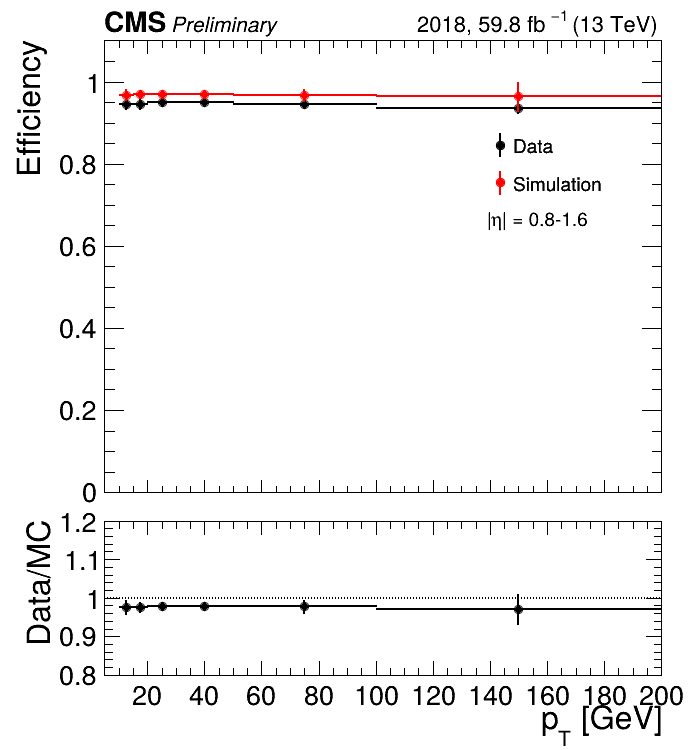 CMS Preliminary 2018, 59.8 fb⁻¹ (13 TeV)
Efficiency
1
0.8
0.6
0.4
0.2
0
Data
Simulation
|η| = 0.8-1.6
Data/MC
1.2
1.1
1
0.9
0.8
20 40 60 80 100 120 140 160 180 200
p_T [GeV]